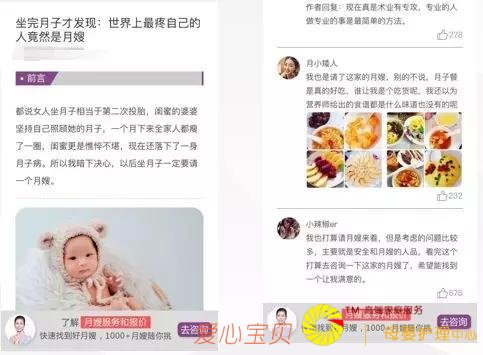 坐完月子才发现：世界上最疼自己的
人竟然是月嫂
前言
都说女人坐月子相当于第二次投胎，闺蜜的婆婆
坚持自己照顾她的月子，一个月下来全家人都瘦
了一圈，闺蜜更是憔悴不堪，现在还落下了一身
月子病。所以我暗下决心，以后坐月子一定要请
一个月嫂。
了解 月嫂服务和报价
快速找到好月嫂，1000+月嫂随你挑
去咨询
作者回复：现在真是术业有专攻，专业的人
做专业的事是最简单的方法。
278
月小矮人
我也是请了这家的月嫂，别的不说，月子餐
是真的好吃，谁让我是个吃货呢。我还以为
营养师给出的食谱都是什么味道也没有的呢
232
小辣椒er
我也打算请月嫂来着，但是考虑的问题比较
多，主要就是安全和月嫂的人品。看完这个
打算去咨询一下这家的月嫂了，希望能找到
一个让我满意的。
678
TM 高端家庭服务
快速找到好月嫂，1000+月嫂随你挑
去咨询
爱心宝贝
母婴护理中心